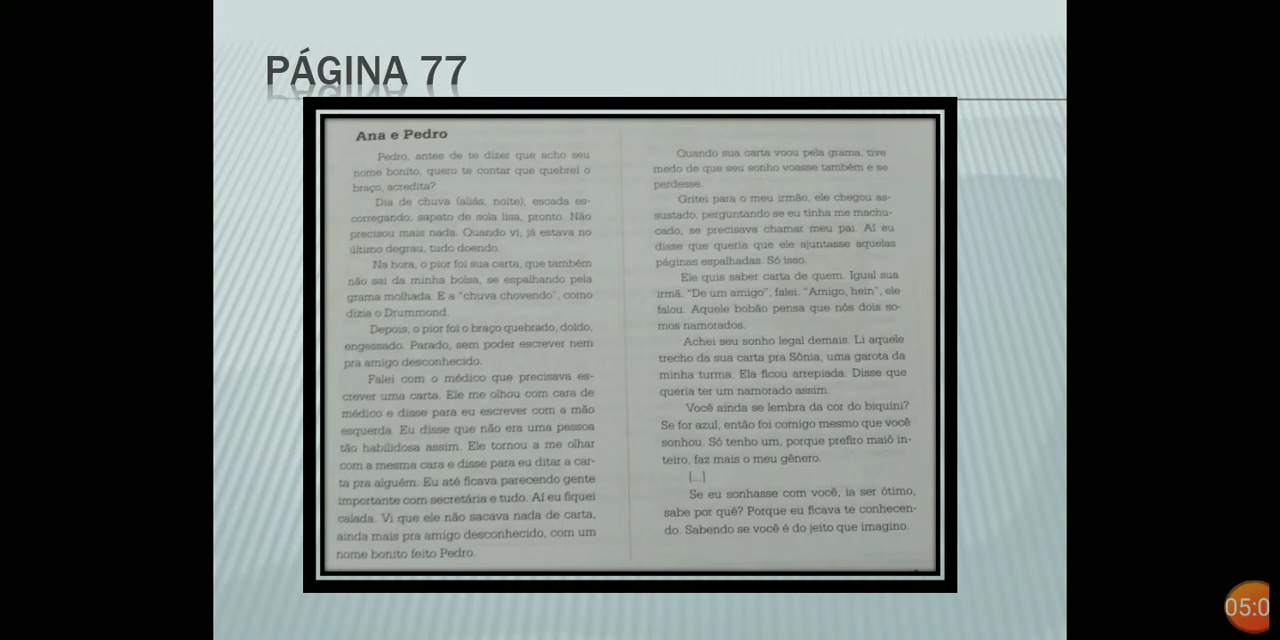 PÁGINA 77
Ana e Pedro
Pedro, antes de te dizer que acho seu
nome bonito, quero te contar que quebrei o
braço, acredita?
Dia de chuva (aliás, noite), escada es-
corregando, sapato de sola lisa, pronto. Não
precisou mais nada. Quando vi, já estava no
último degrau, tudo doendo.
Na hora, o pior foi sua carta, que também
não sai da minha bolsa, se espalhando pela
grama molhada. E a "chuva chovendo", como
dizia o Drummond.
Depois, o pior foi o braço quebrado, doído,
engessado. Parado, sem poder escrever nem
pra amigo desconhecido.
Falei com o médico que precisava es-
crever uma carta. Ele me olhou com cara de
médico e disse para eu escrever com a mão
esquerda. Eu disse que não era uma pessoa
tão habilidosa assim. Ele tornou a me olhar
com a mesma cara e disse para eu ditar a car-
ta pra alguém. Eu até ficava parecendo gente
importante com secretária e tudo. Aí eu fiquei
calada. Vi que ele não sacava nada de carta,
ainda mais pra amigo desconhecido, com um
nome bonito feito Pedro.
Quando sua carta voou pela grama, tive
medo de que seu sonho voasse também e se
perdesse.
Gritei para o meu irmão, ele chegou as-
sustado, perguntando se eu tinha me machu-
cado, se precisava chamar meu pai. Aí eu
disse que queria que ele ajuntasse aquelas
páginas espalhadas. Só isso.
Ele quis saber carta de quem. Igual sua
irmã. "De um amigo", falei. "Amigo, hein", ele
falou. Aquele bobão pensa que nós dois so-
mos namorados.
Achei seu sonho legal demais. Li aquele
trecho da sua carta pra Sônia, uma garota da
minha turma. Ela ficou arrepiada. Disse que
queria ter um namorado assim.
Você ainda se lembra da cor do biquíni?
Se for azul, então foi comigo mesmo que você
sonhou. Só tenho um, porque prefiro maiô in-
teiro, faz mais o meu gênero.
[...]
Se eu sonhasse com você, ia ser ótimo,
sabe por quê? Porque eu ficava te conhecen-
do. Sabendo se você é do jeito que imagino.
05:0